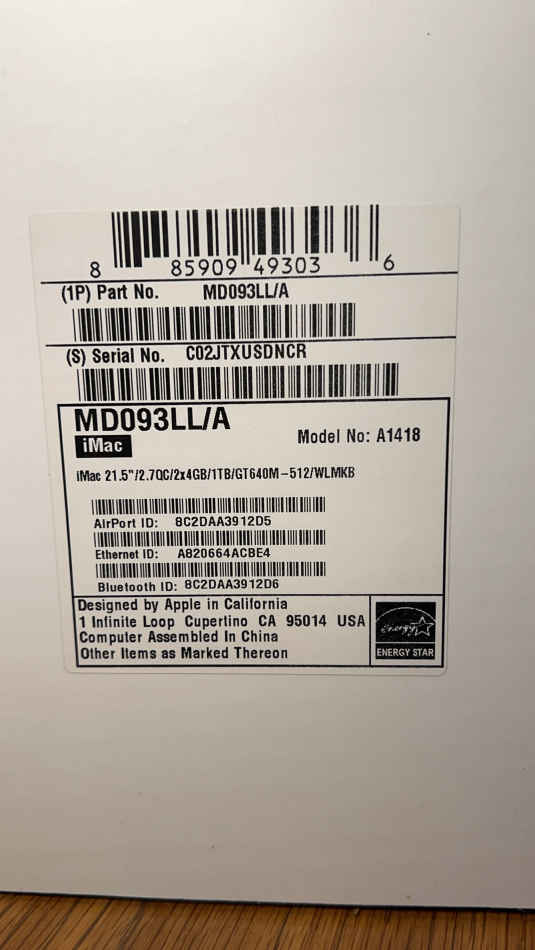 8 85909 49303 6
(1P) Part No. MD093LL/A
(S) Serial No. C02JTXUSDNCR
MD093LL/A
iMac
Model No: A1418
iMac 21.5"/2.7QC/2x4GB/1TB/GT640M-512/WLMKB
AirPort ID: 8C2DAA3912D5
Ethernet ID: A820664ACBE4
Bluetooth ID: 8C2DAA3912D6
Designed by Apple in California
1 Infinite Loop Cupertino CA 95014 USA
Computer Assembled In China
Other Items as Marked Thereon
energy
ENERGY STAR